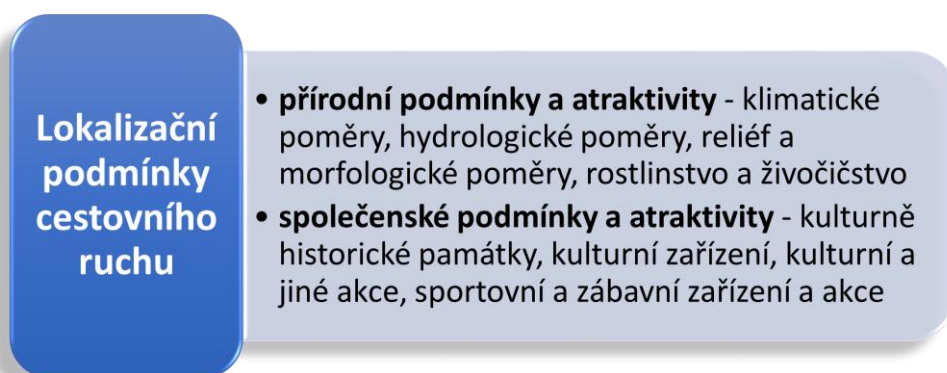 Lokalizační
podmínky
cestovního
ruchu
• přírodní podmínky a atraktivity - klimatické
poměry, hydrologické poměry, reliéf a
morfologické poměry, rostlinstvo a živočičstvo
• společenské podmínky a atraktivity - kulturně
historické památky, kulturní zařízení, kulturní a
jiné akce, sportovní a zábavní zařízení a akce